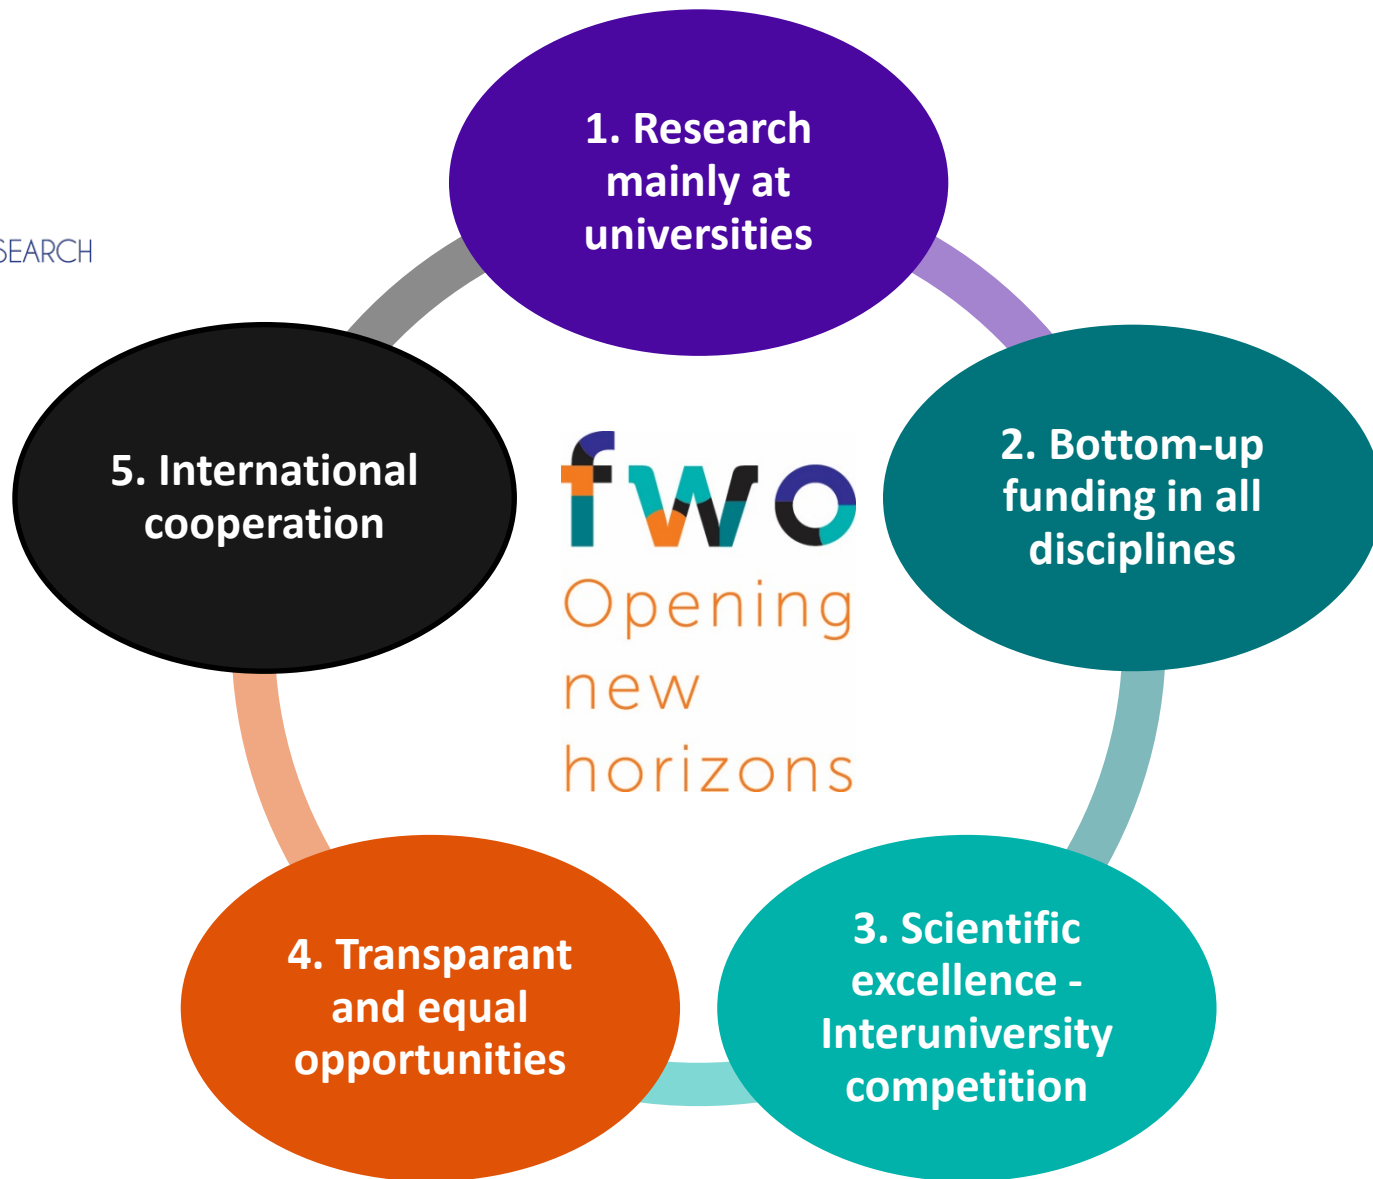 1. Research
mainly at
universities
SEARCH
2. Bottom-up
funding in all
disciplines
5. International
cooperation
fwo
Opening
new
horizons
3. Scientific
excellence -
Interuniversity
competition
4. Transparant
and equal
opportunities